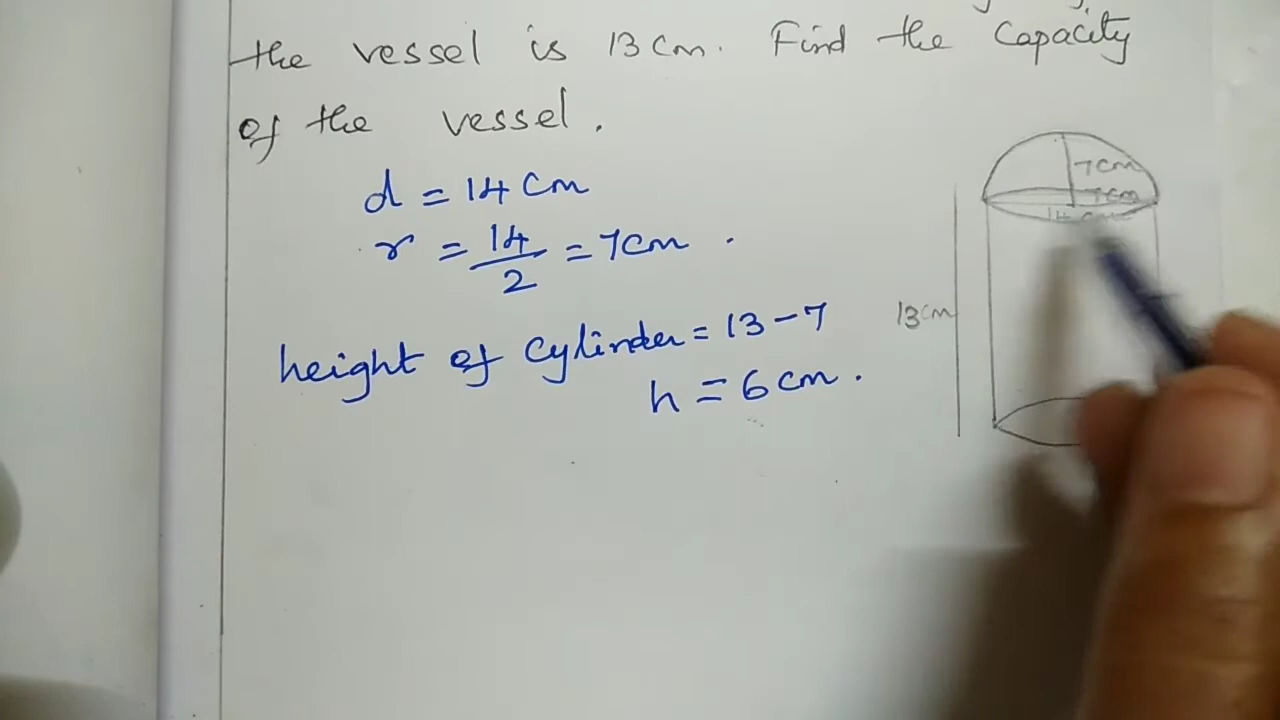 the vessel is 13 cm. Find the capacity
of the vessel.
d = 14 cm
r = 14/2 = 7cm.
height of cylinder = 13-7
h = 6 cm.
7cm
7cm
13cm